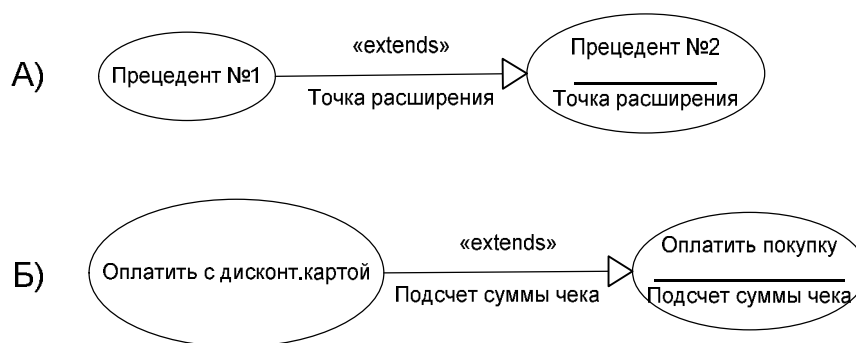 А)
Прецедент №1
«extends»
Точка расширения
Прецедент №2
Точка расширения
Б)
Оплатить с дисконт.картой
«extends»
Подсчет суммы чека
Оплатить покупку
Подсчет суммы чека